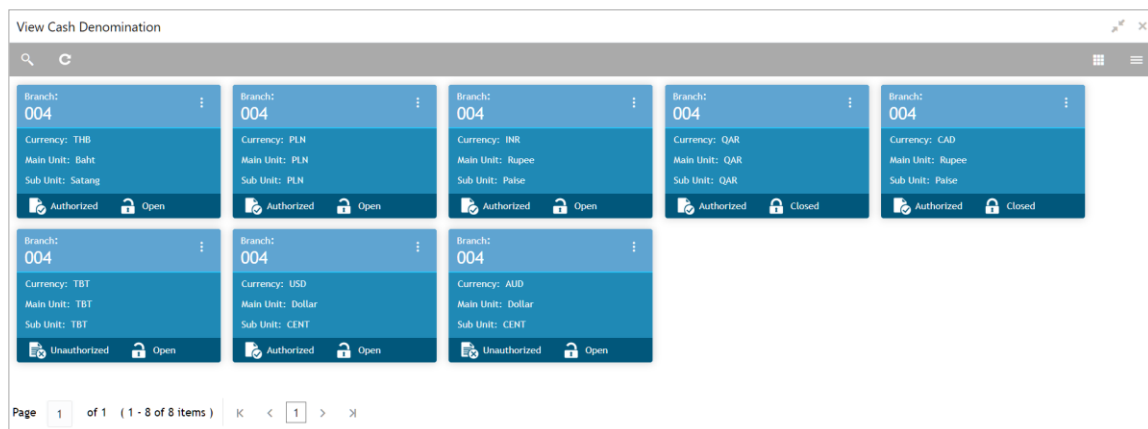 View Cash Denomination
Branch:
004
Currency: THB
Main Unit: Baht
Sub Unit: Satang
Authorized Open
Branch:
004
Currency: PLN
Main Unit: PLN
Sub Unit: PLN
Authorized Open
Branch:
004
Currency: INR
Main Unit: Rupee
Sub Unit: Paise
Authorized Open
Branch:
004
Currency: QAR
Main Unit: QAR
Sub Unit: QAR
Authorized Closed
Branch:
004
Currency: CAD
Main Unit: Rupee
Sub Unit: Paise
Authorized Closed
Branch:
004
Currency: TBT
Main Unit: TBT
Sub Unit: TBT
Unauthorized Open
Branch:
004
Currency: USD
Main Unit: Dollar
Sub Unit: CENT
Authorized Open
Branch:
004
Currency: AUD
Main Unit: Dollar
Sub Unit: CENT
Unauthorized Open
Page 1 of 1 ( 1 - 8 of 8 items ) 1